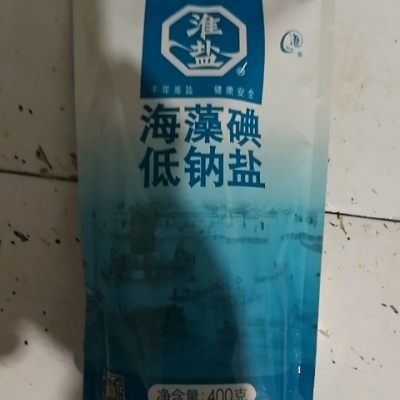 淮盐
千年淮盐 健康安全
海藻碘
低钠盐
净含量:400克